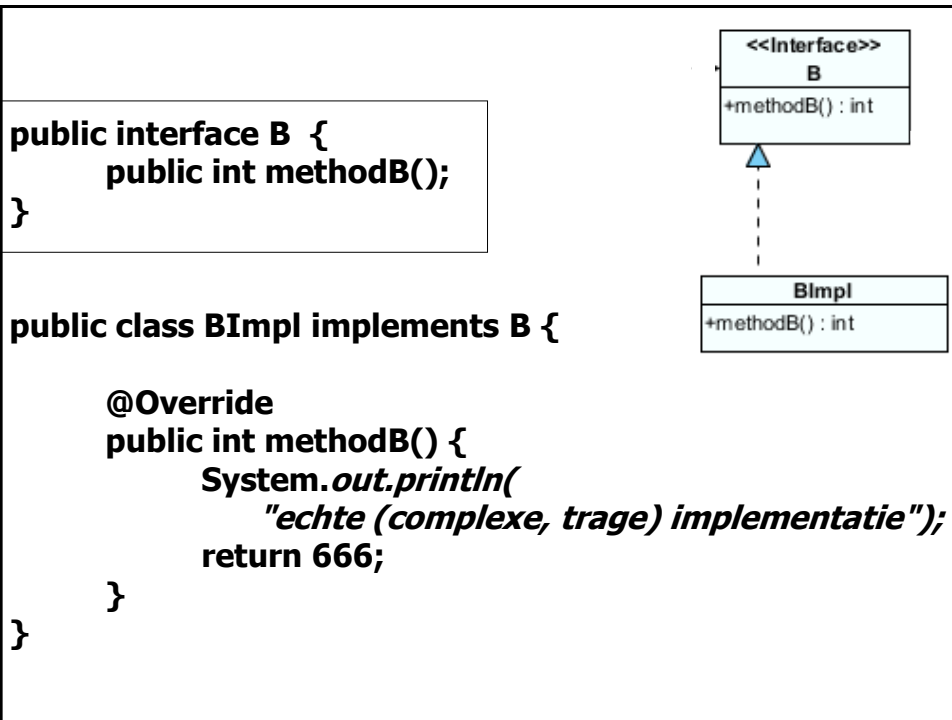 <<Interface>>
B
+methodB() : int
public interface B {
public int methodB();
}
BImpl
+methodB() : int
public class BImpl implements B {
@Override
public int methodB() {
System.out.println(
"echte (complexe, trage) implementatie");
return 666;
}
}